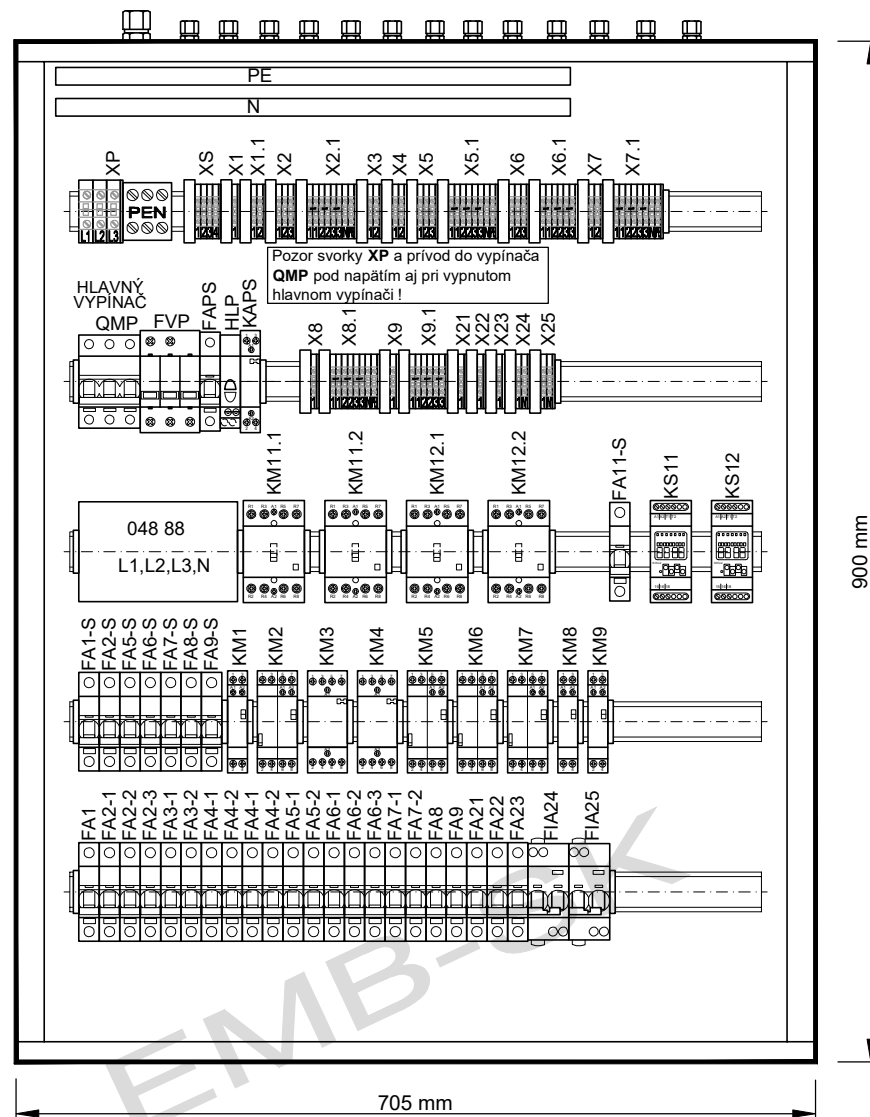 PE
N
XP
XS
X1
X1.1
X2
X2.1
X3
X4
X5
X5.1
X6
X6.1
X7
X7.1
L1 L2 L3 PEN
Pozor svorky XP a prívod do vypínača
QMP pod napätím aj pri vypnutom
hlavnom vypínači !
HLAVNÝ
VYPÍNAČ
QMP
FVP
FAPS
HLP
KAPS
X8
X8.1
X9
X9.1
X21
X22
X23
X24
X25
KM11.1
KM11.2
KM12.1
KM12.2
FA11-S
KS11
KS12
048 88
L1,L2,L3,N
900 mm
FA1-S
FA2-S
FA5-S
FA6-S
FA7-S
FA8-S
FA9-S
KM1
KM2
KM3
KM4
KM5
KM6
KM7
KM8
KM9
FA1
FA2-1
FA2-2
FA2-3
FA3-1
FA3-2
FA4-1
FA4-2
FA4-1
FA4-2
FA5-1
FA5-2
FA6-1
FA6-2
FA6-3
FA7-1
FA7-2
FA8
FA9
FA21
FA22
FA23
FIA24
FIA25
EMB-SK
705 mm